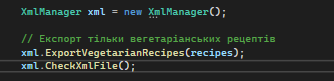 XmlManager xml = new XmlManager();
// Експорт тільки вегетаріанських рецептів
xml.ExportVegetarianRecipes(recipes);
xml.CheckXmlFile();